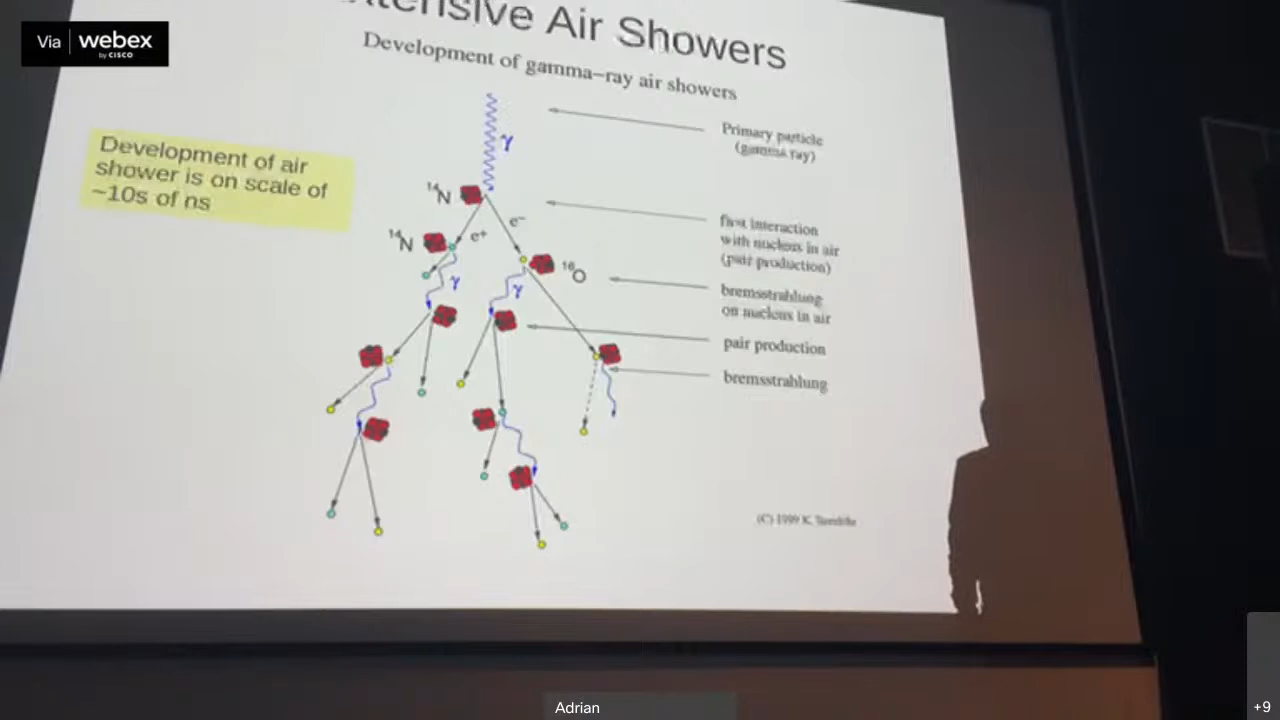 Via webex
by CISCO
ntensive Air Showers
Development of gamma-ray air showers
Development of air
shower is on scale of
~10s of ns
γ
Primary particle
(gamma ray)
14N
e-
e+
first interaction
with nucleus in air
(pair production)
14N
16O
γ
γ
bremsstrahlung
on nucleus in air
pair production
bremsstrahlung
(C) 1999 K.
Adrian
+9